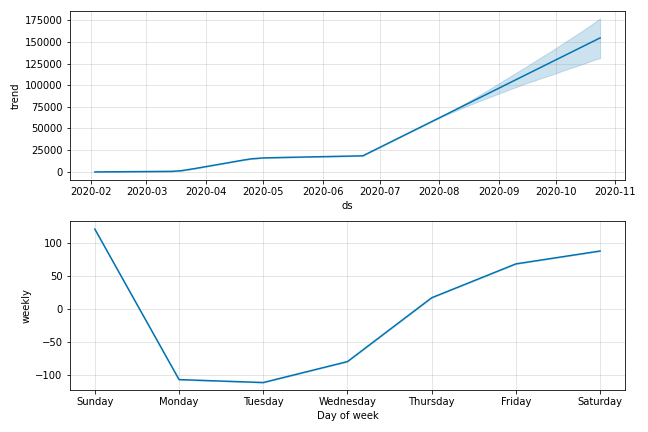 175000
150000
125000
100000
75000
50000
25000
0
trend
2020-02 2020-03 2020-04 2020-05 2020-06 2020-07 2020-08 2020-09 2020-10 2020-11
ds
100
50
0
−50
−100
weekly
Sunday Monday Tuesday Wednesday Thursday Friday Saturday
Day of week